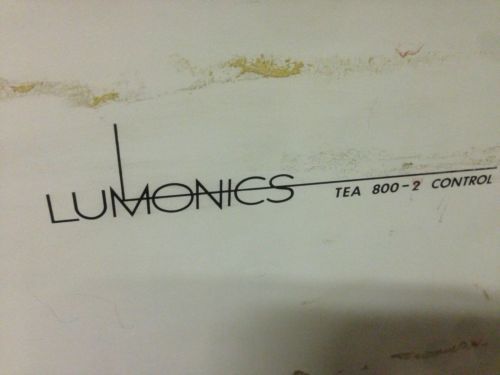 LUMONICS TEA 800-2 CONTROL